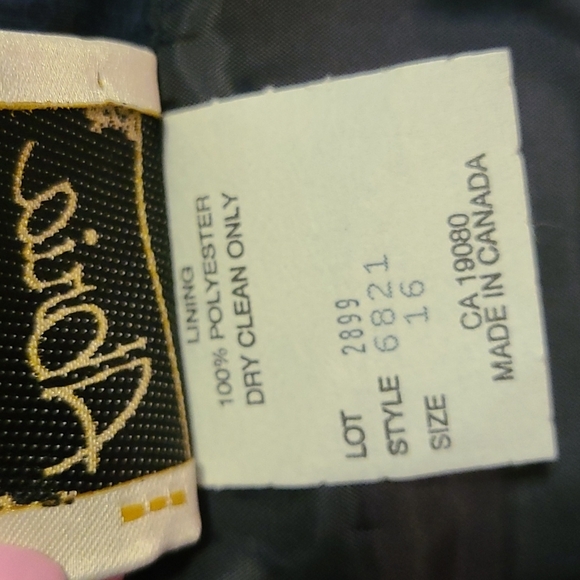 LINING
100% POLYESTER
DRY CLEAN ONLY
LOT 2899
STYLE 6821
SIZE 16
CA 19080
MADE IN CANADA